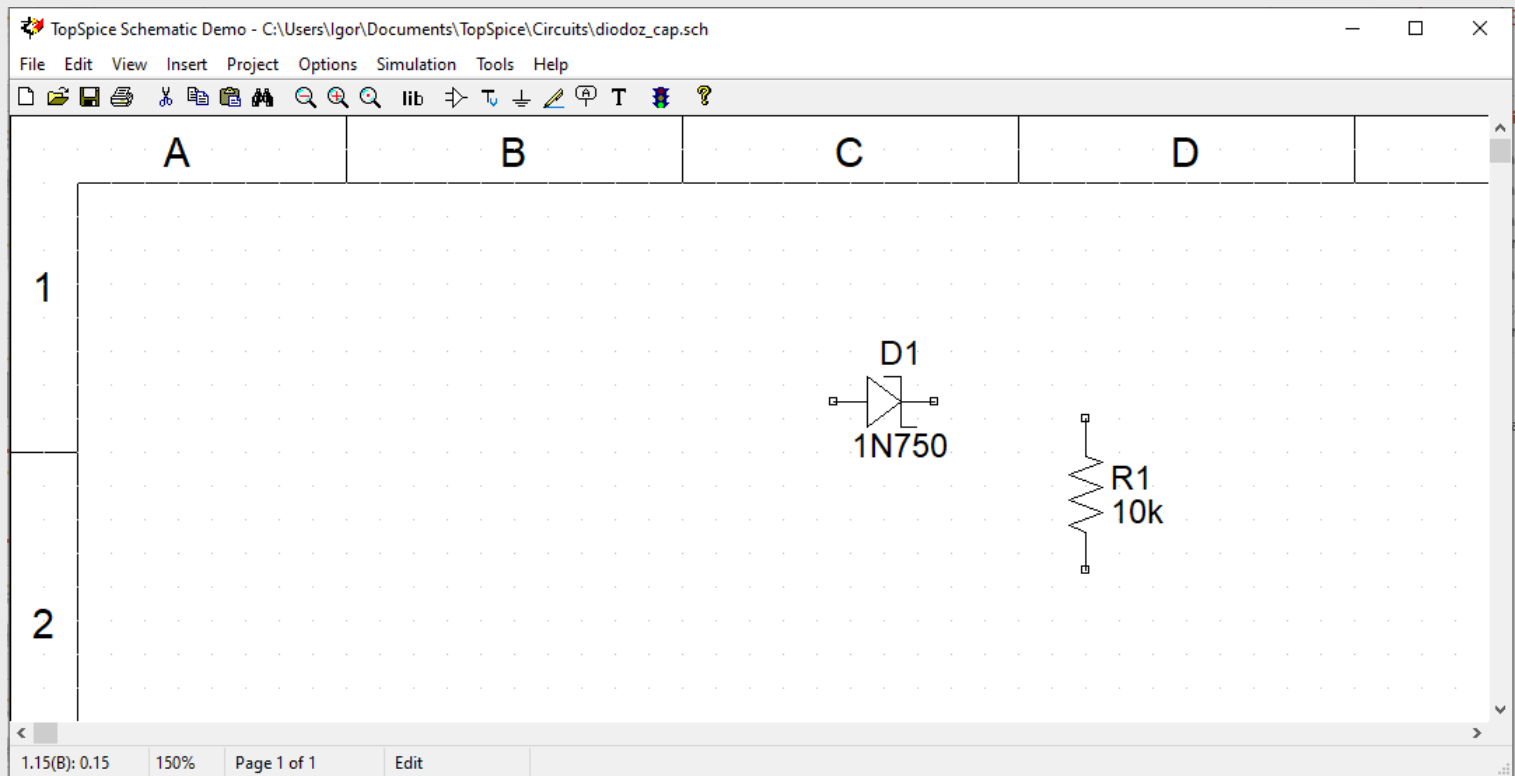 TopSpice Schematic Demo - C:\Users\Igor\Documents\TopSpice\Circuits\diodoz_cap.sch
File Edit View Insert Project Options Simulation Tools Help
lib T
A B C D
1
D1
1N750
R1
10k
2
1.15(B): 0.15 150% Page 1 of 1 Edit